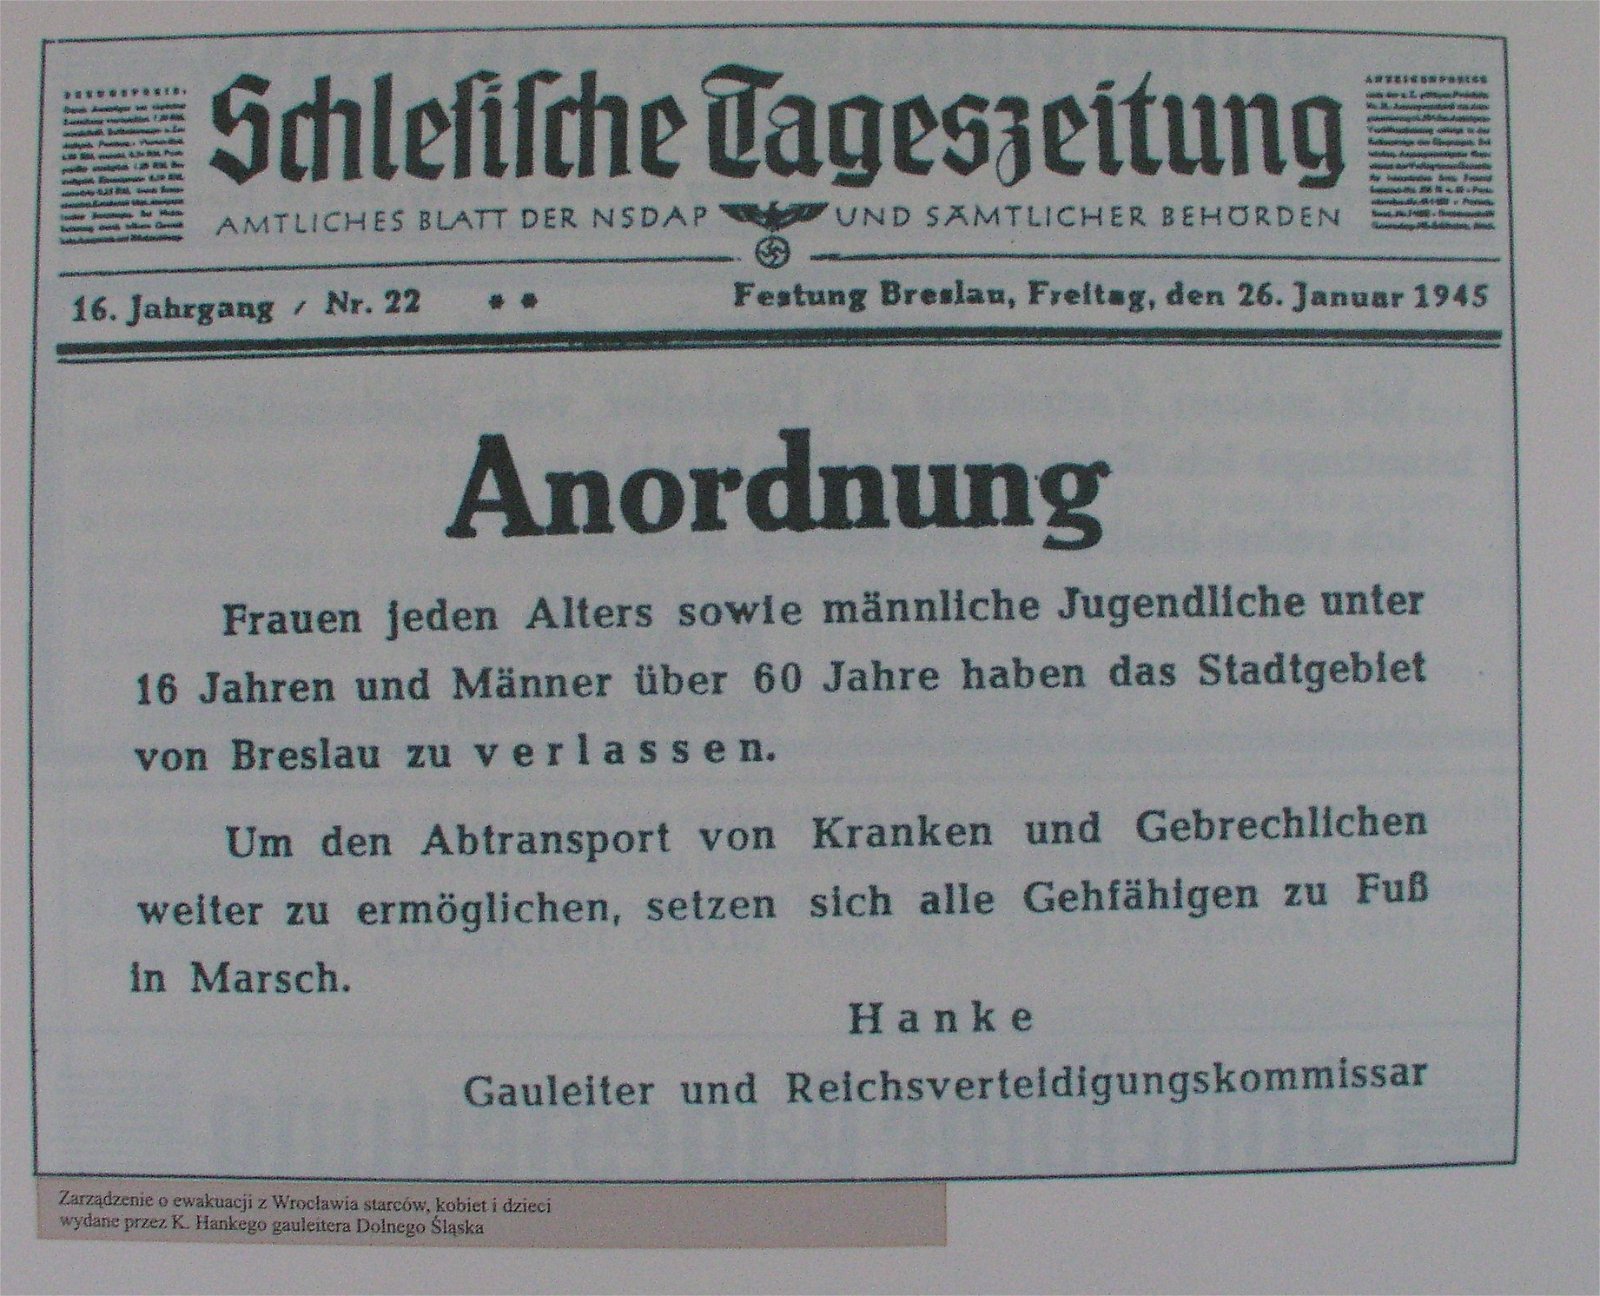 Schlesische Tageszeitung
AMTLICHES BLATT DER NSDAP UND SÄMTLICHER BEHÖRDEN
16. Jahrgang / Nr. 22 * * Festung Breslau, Freitag, den 26. Januar 1945
Anordnung
Frauen jeden Alters sowie männliche Jugendliche unter
16 Jahren und Männer über 60 Jahre haben das Stadtgebiet
von Breslau zu verlassen.
Um den Abtransport von Kranken und Gebrechlichen
weiter zu ermöglichen, setzen sich alle Gehfähigen zu Fuß
in Marsch.
Hanke
Gauleiter und Reichsverteidigungskommissar
Zarządzenie o ewakuacji z Wrocławia starców, kobiet i dzieci
wydane przez K. Hankego gauleitera Dolnego Śląska